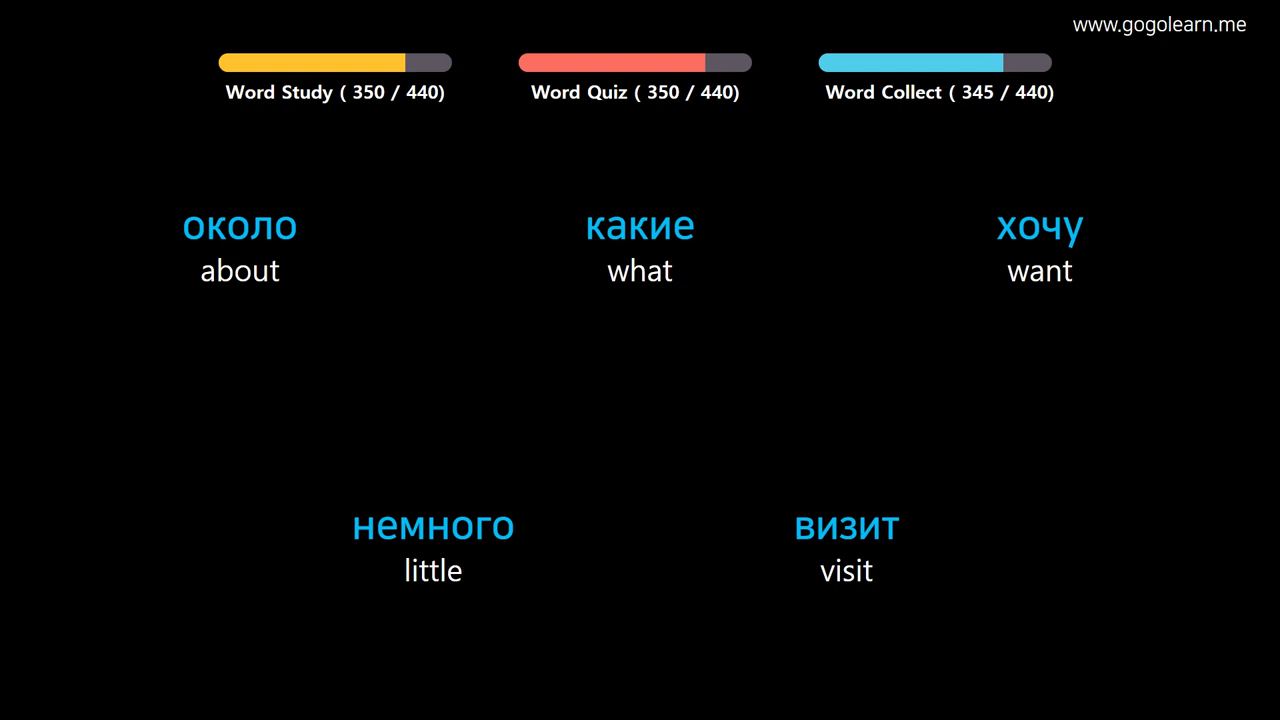 www.gogolearn.me
Word Study ( 350 / 440)
Word Quiz ( 350 / 440)
Word Collect ( 345 / 440)
около
about
какие
what
хочу
want
немного
little
визит
visit